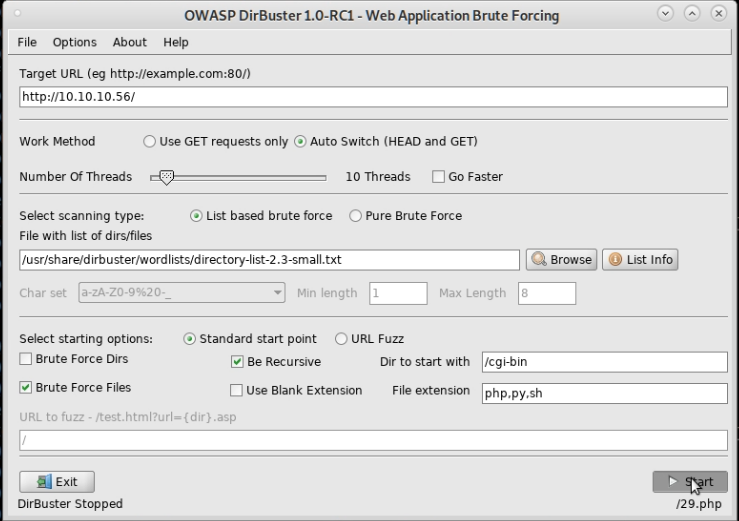 OWASP DirBuster 1.0-RC1 - Web Application Brute Forcing
File Options About Help
Target URL (eg http://example.com:80/)
http://10.10.10.56/
Work Method Use GET requests only Auto Switch (HEAD and GET)
Number Of Threads 10 Threads Go Faster
Select scanning type: List based brute force Pure Brute Force
File with list of dirs/files
/usr/share/dirbuster/wordlists/directory-list-2.3-small.txt Browse List Info
Char set a-zA-Z0-9%20-_ Min length 1 Max Length 8
Select starting options: Standard start point URL Fuzz
Brute Force Dirs Be Recursive Dir to start with /cgi-bin
Brute Force Files Use Blank Extension File extension php,py,sh
URL to fuzz - /test.html?url={dir}.asp
/
Exit Start
DirBuster Stopped /29.php